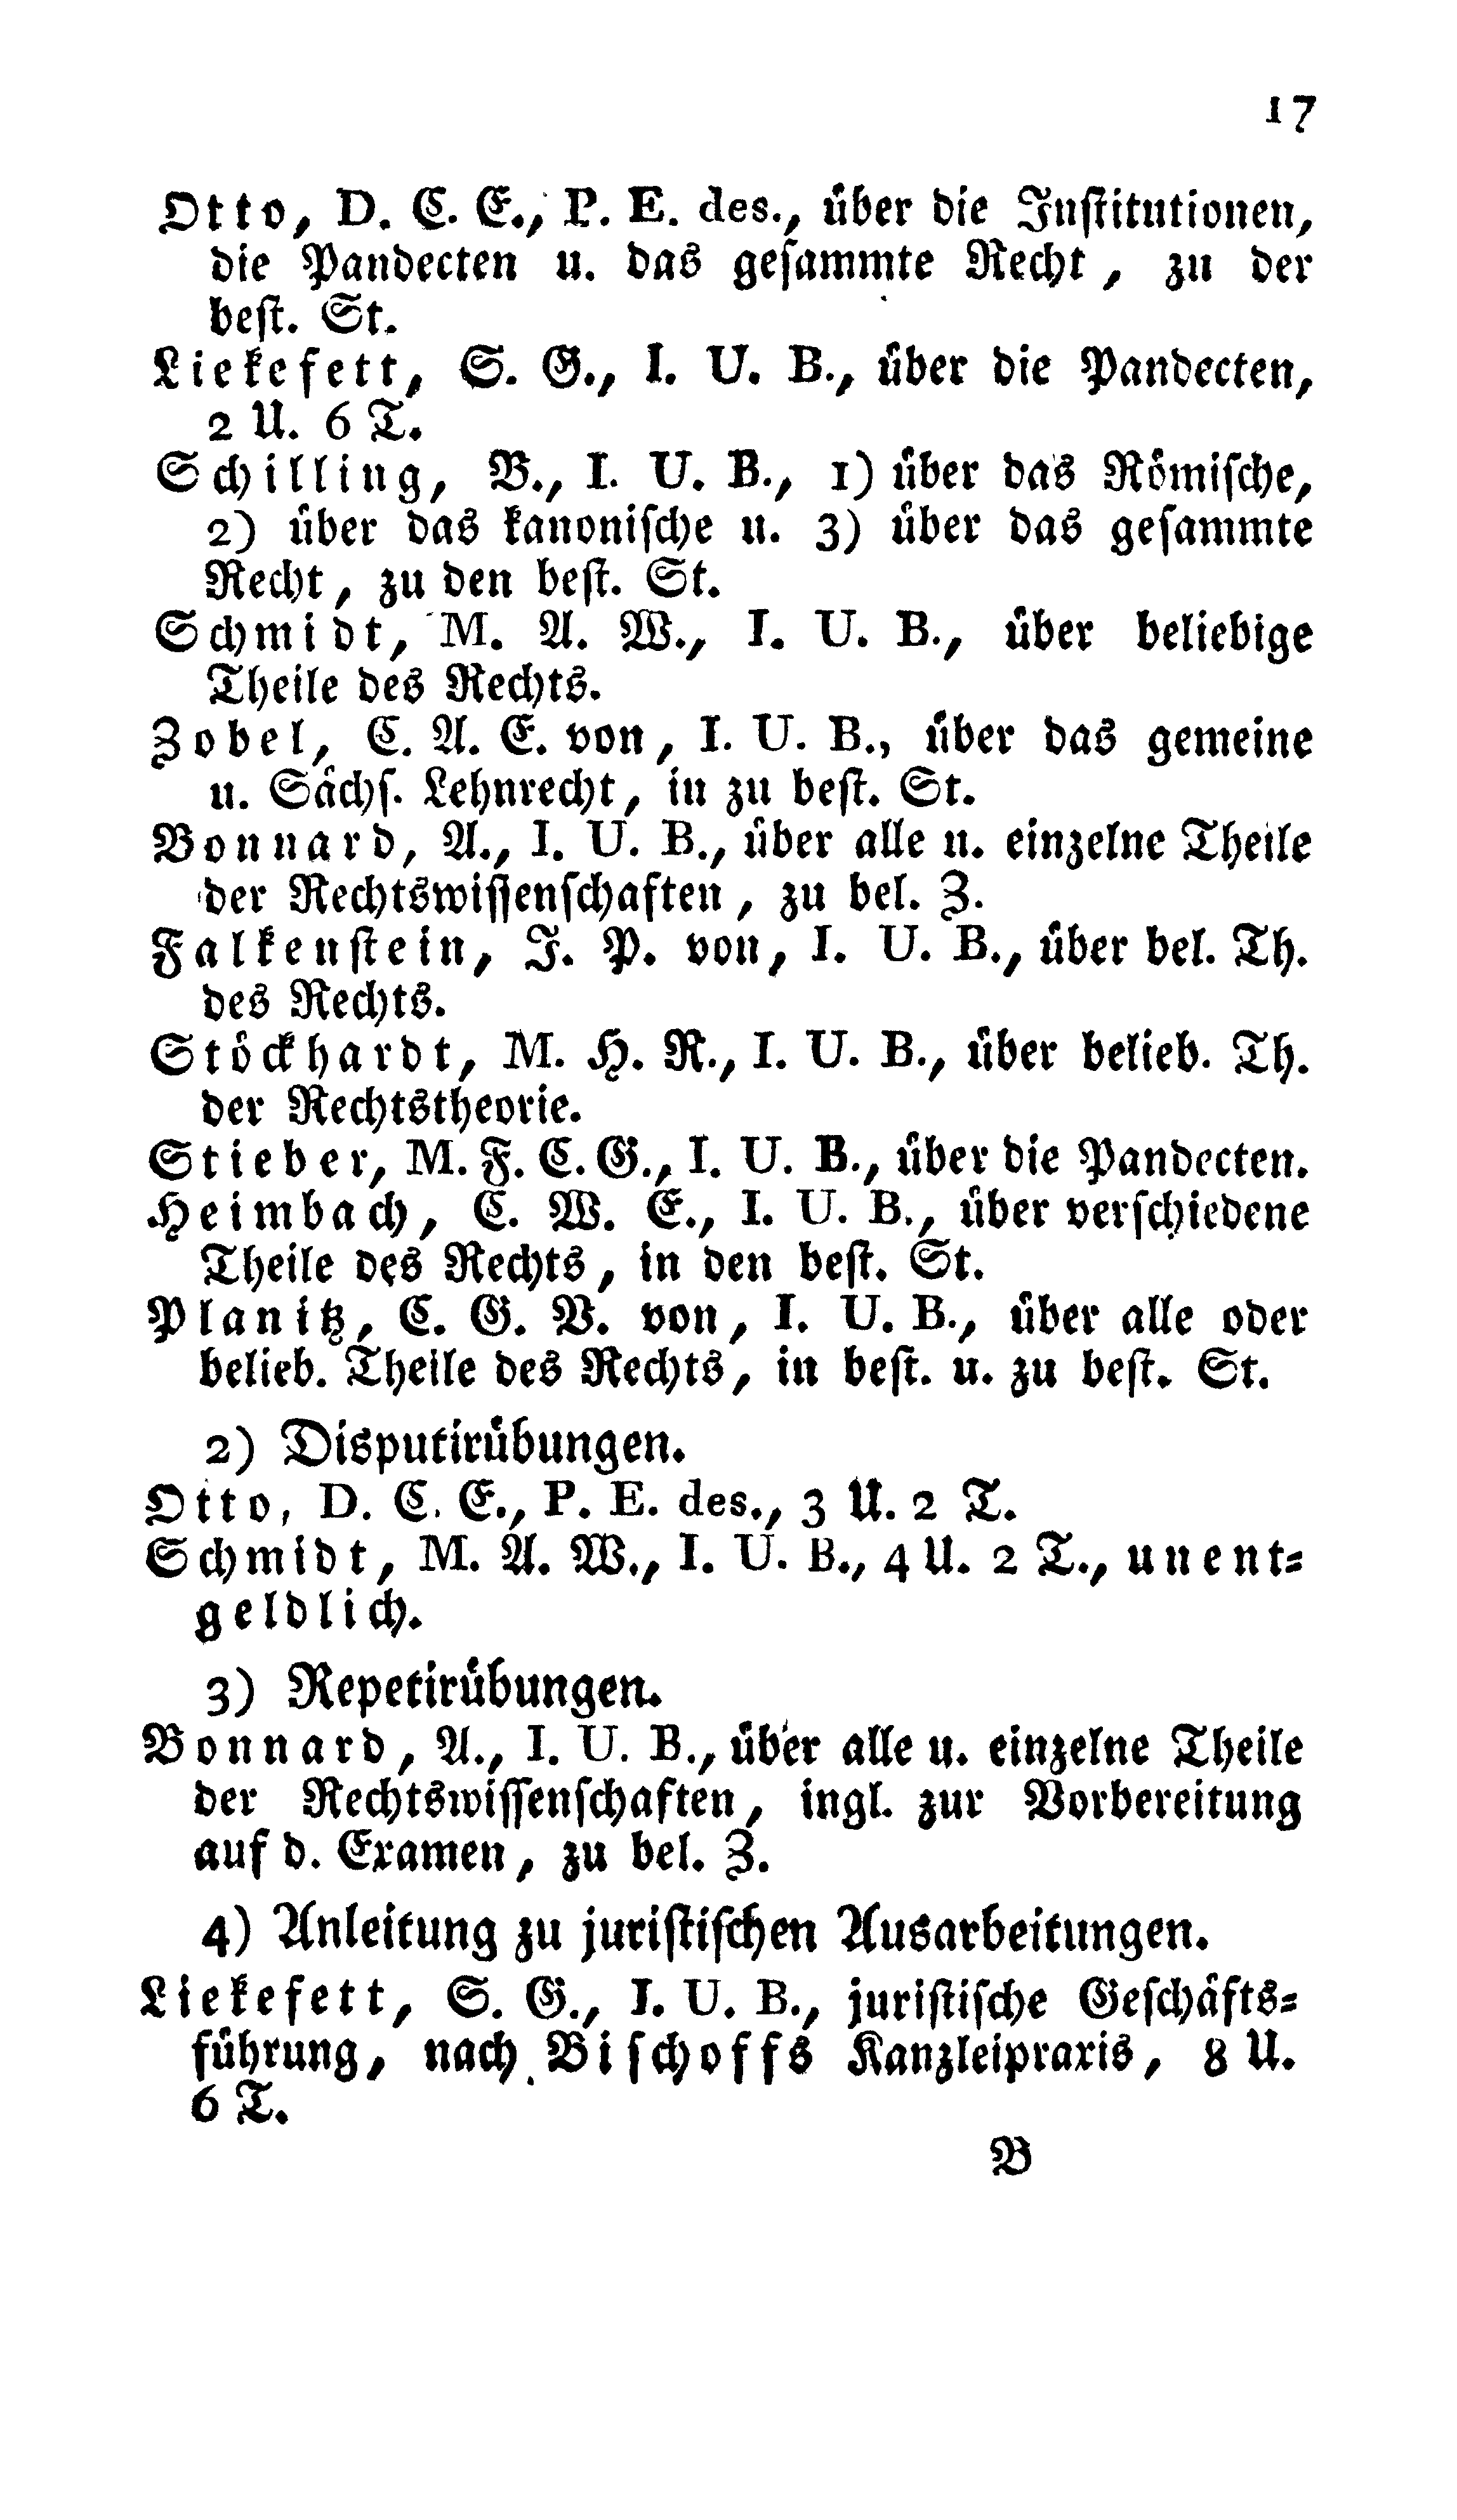 17
Otto, D. C. E., P. E. des., über die Institutionen,
die Pandecten u. das gesammte Recht, zu der
best. St.
Liekefett, S. G., I. U. B., über die Pandecten,
2 U. 6 T.
Schilling, B., I. U. B., 1) über das Römische,
2) über das kanonische u. 3) über das gesammte
Recht, zu den best. St.
Schmidt, M. A. W., I. U. B., über beliebige
Theile des Rechts.
Zobel, C. A. E. von, I. U. B., über das gemeine
u. Sächs. Lehnrecht, in zu best. St.
Bonnard, A., I. U. B., über alle u. einzelne Theile
der Rechtswissenschaften, zu bel. Z.
Falkenstein, J. P. von, I. U. B., über bel. Th.
des Rechts.
Stöckhardt, M. H. R., I. U. B., über belieb. Th.
der Rechtstheorie.
Stieber, M. F. C. G., I. U. B., über die Pandecten.
Heimbach, C. W. E., I. U. B., über verschiedene
Theile des Rechts, in den best. St.
Planitz, C. G. V. von, I. U. B., über alle oder
belieb. Theile des Rechts, in best. u. zu best. St.
2) Disputirübungen.
Otto, D. C. E., P. E. des., 3 U. 2 T.
Schmidt, M. A. W., I. U. B., 4 U. 2 T., unent-
geldlich.
3) Repetirübungen.
Bonnard, A., I. U. B., über alle u. einzelne Theile
der Rechtswissenschaften, ingl. zur Vorbereitung
auf d. Examen, zu bel. Z.
4) Anleitung zu juristischen Ausarbeitungen.
Liekefett, S. G., I. U. B., juristische Geschäfts-
führung, nach Bischoffs Kanzleipraxis, 8 U.
6 T.
B